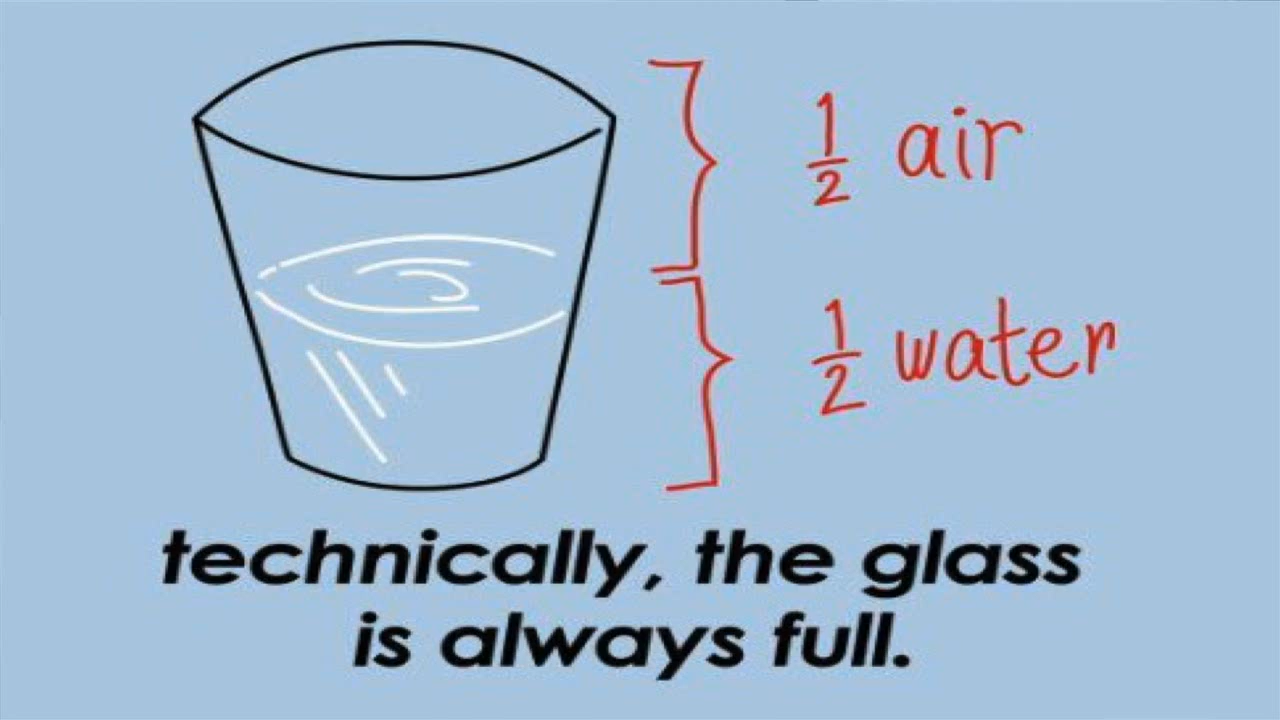 ½ air
½ water
technically, the glass
is always full.